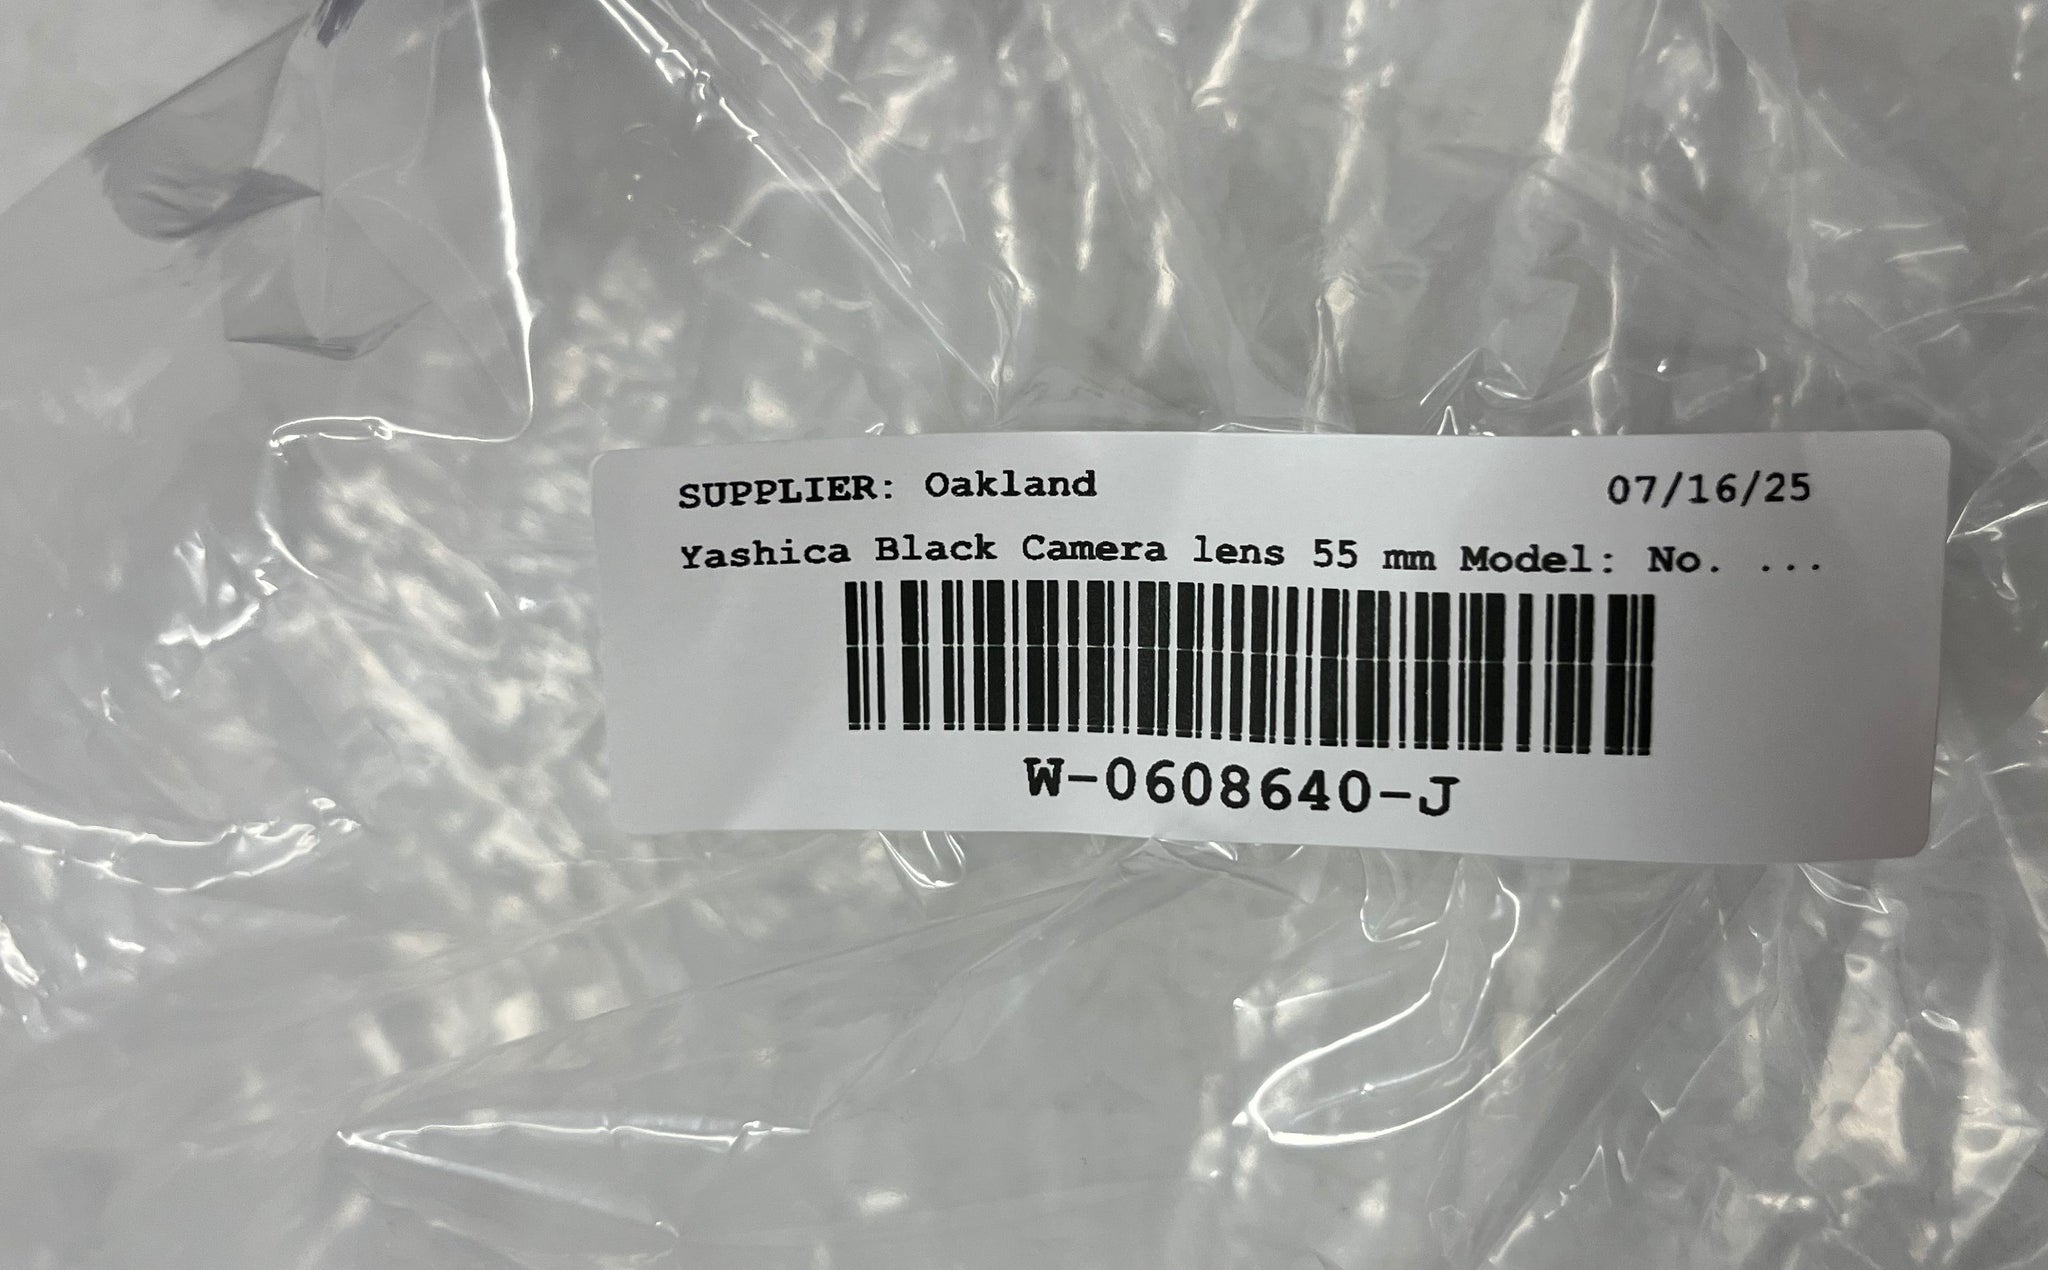 SUPPLIER: Oakland 07/16/25
Yashica Black Camera lens 55 mm Model: No. ...
W-0608640-J